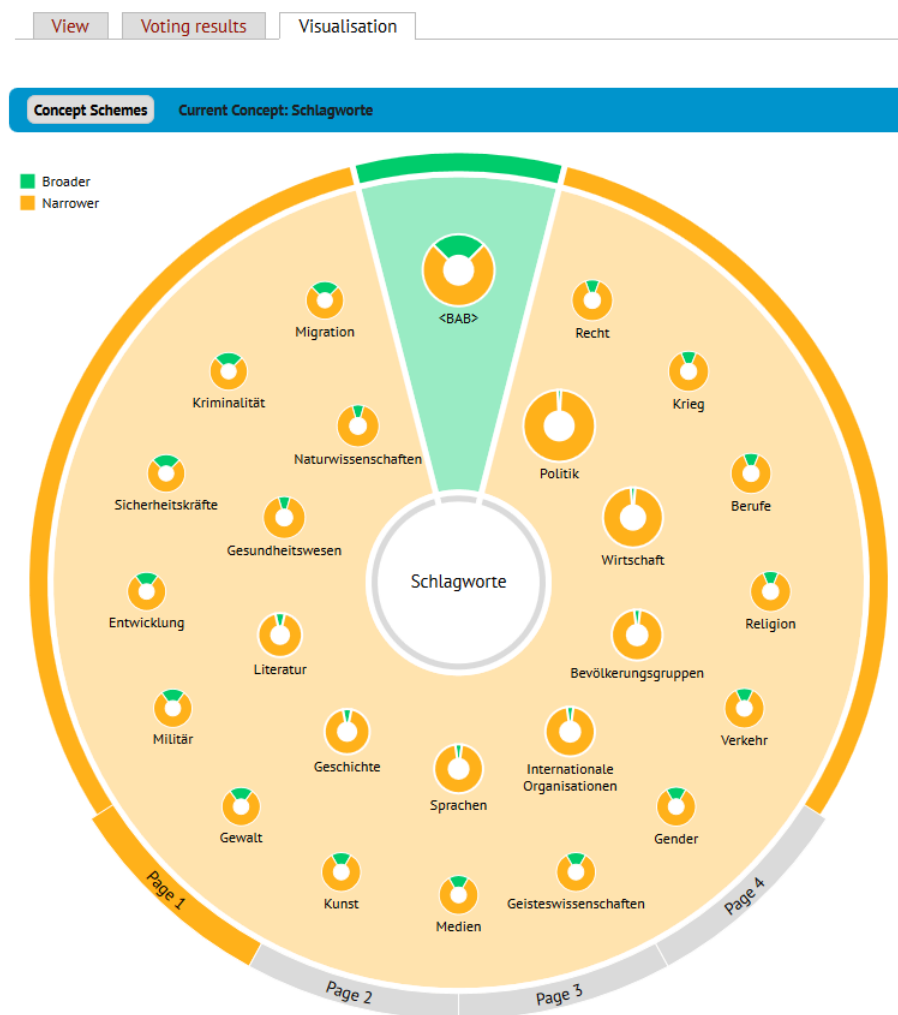 View
Voting results
Visualisation
Concept Schemes
Current Concept: Schlagworte
Broader
Narrower
<BAB>
Migration
Recht
Kriminalität
Krieg
Naturwissenschaften
Politik
Sicherheitskräfte
Berufe
Gesundheitswesen
Wirtschaft
Schlagworte
Entwicklung
Religion
Literatur
Bevölkerungsgruppen
Militär
Verkehr
Geschichte
Internationale
Organisationen
Sprachen
Gewalt
Gender
Kunst
Geisteswissenschaften
Medien
Page 1
Page 2
Page 3
Page 4